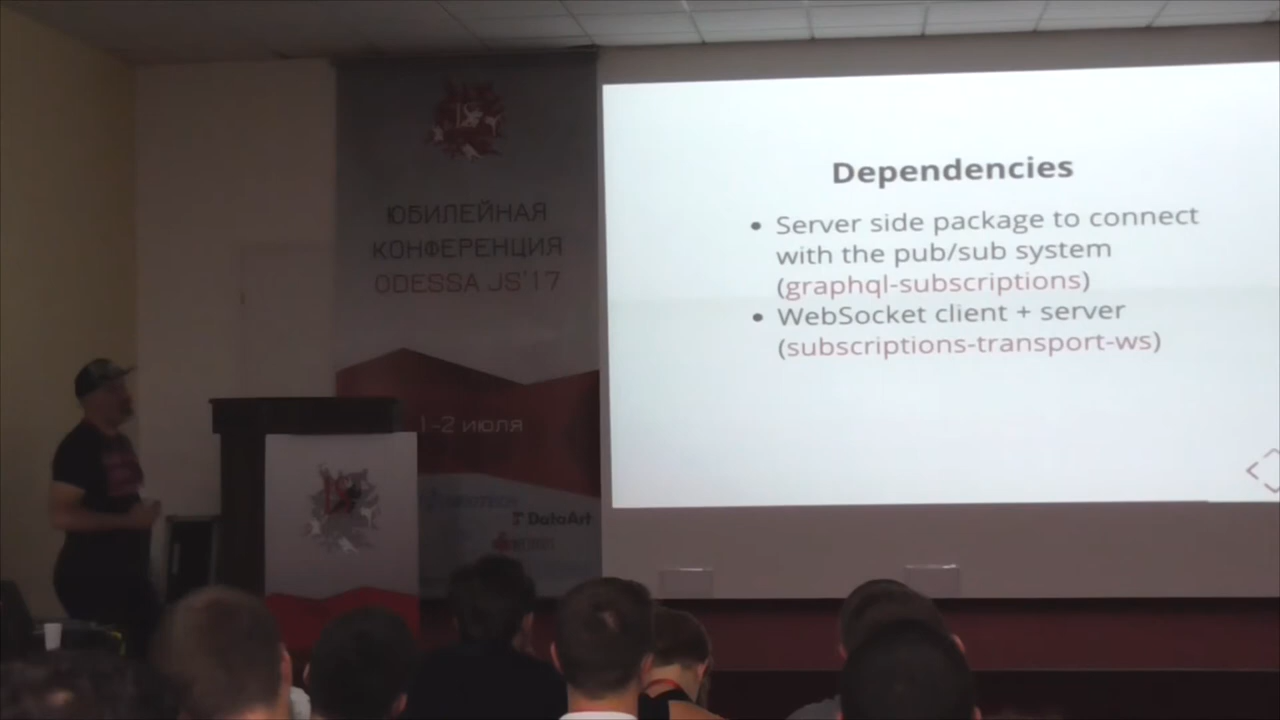 JS
ЮБИЛЕЙНАЯ
КОНФЕРЕНЦИЯ
ODESSA JS'17
1-2 июля
DataArt
Dependencies
• Server side package to connect
with the pub/sub system
(graphql-subscriptions)
• WebSocket client + server
(subscriptions-transport-ws)